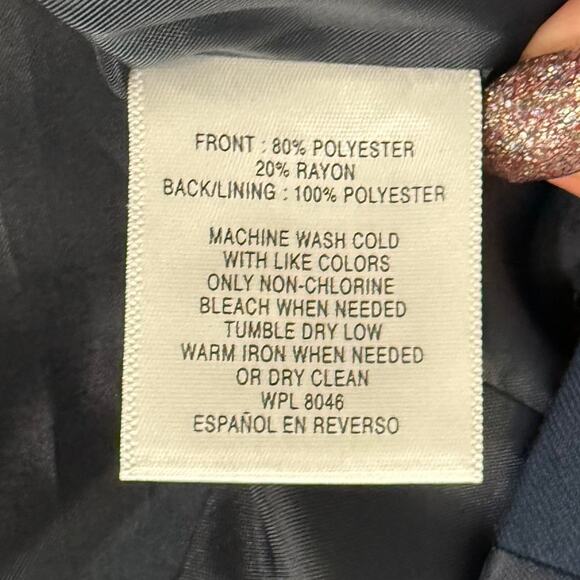 FRONT : 80% POLYESTER
20% RAYON
BACK/LINING : 100% POLYESTER
MACHINE WASH COLD
WITH LIKE COLORS
ONLY NON-CHLORINE
BLEACH WHEN NEEDED
TUMBLE DRY LOW
WARM IRON WHEN NEEDED
OR DRY CLEAN
WPL 8046
ESPAÑOL EN REVERSO